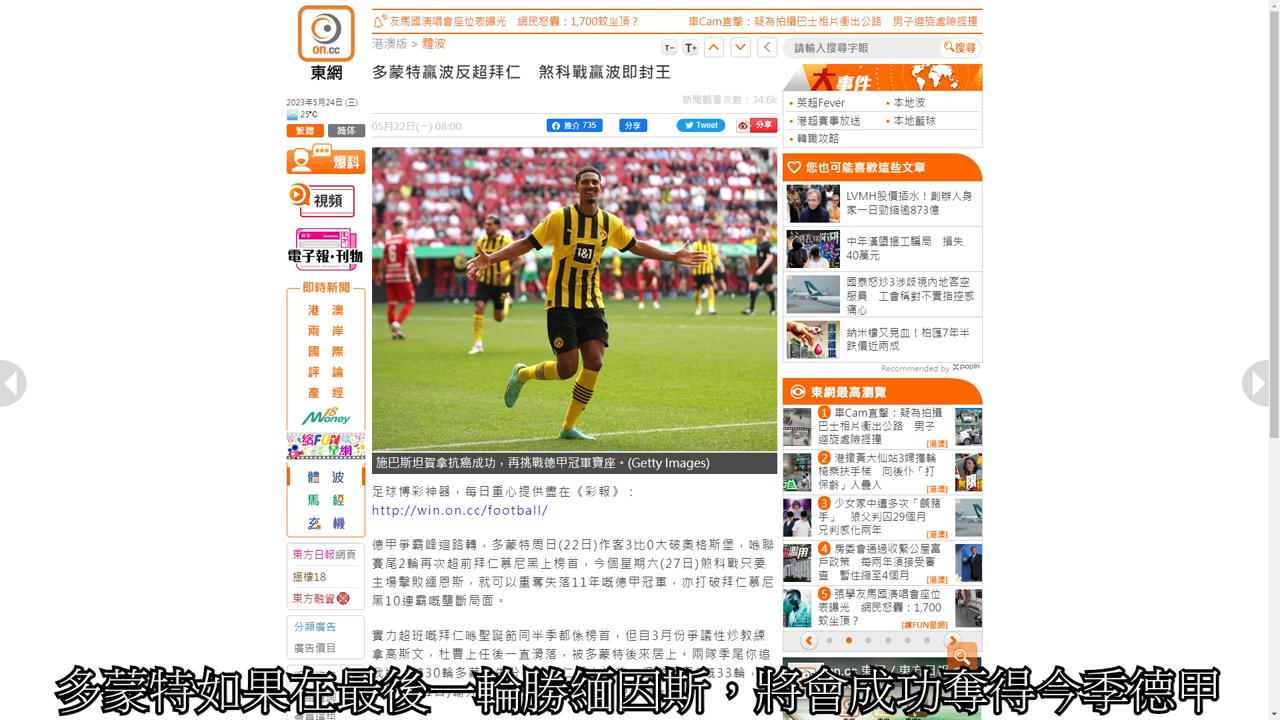 on.cc
東網
2023年5月24日 (三)
25℃
繁體 简体
爆料
視頻
電子報・刊物
即時新聞
港 澳
兩 岸
國 際
評 論
產 經
Money18
繽FUN星網
體 波
馬 經
玄 機
東方日報網頁
搵樓18
東方融資
分類廣告
廣告價目
友馬國演唱會座位表曝光　網民怒轟：1,700蚊坐頂？
車Cam直擊：疑為拍攝巴士相片衝出公路　男子迴旋處險捱撞
港澳版 > 體波
T- T+
多蒙特贏波反超拜仁　煞科戰贏波即封王
新聞觀看次數：34.6k
05月22日(一) 08:00
推介 735
分享
Tweet
分享
1&1
施巴斯坦賀拿抗癌成功，再挑戰德甲冠軍寶座。(Getty Images)
足球博彩神器，每日重心提供盡在《彩報》：
http://win.on.cc/football/
德甲爭霸峰迴路轉，多蒙特周日(22日)作客3比0大破奧格斯堡，喺聯
賽尾2輪再次超前拜仁慕尼黑上榜首，今個星期六(27日)煞科戰只要
主場擊敗緬恩斯，就可以重奪失落11年嘅德甲冠軍，亦打破拜仁慕尼
黑10連霸嘅壟斷局面。
實力超班嘅拜仁喺聖誕節同半季都係榜首，但自3月份爭議性炒教練
拿高斯文，杜曹上任後一直滑落，被多蒙特後來居上。兩隊季尾你追
請輸入搜尋字眼
搜尋
大事件
英超Fever
本地波
港超賽事放送
本地籃球
韓職攻略
您也可能喜歡這些文章
LVMH股價插水！創辦人身
家一日勁縮逾873億
中年漢墮搵工騙局　損失
40萬元
國泰怒炒3涉歧視內地客空
服員　工會稱對不實指控感
痛心
納米樓又見血！柏匯7年半
跌價近兩成
Recommended by popIn
東網最高瀏覽
1 車Cam直擊：疑為拍攝
巴士相片衝出公路　男子
迴旋處險捱撞
[港澳]
2 港鐵黃大仙站3婦攜輪
椅乘扶手梯　向後仆「打
保齡」人疊人
[港澳]
3 少女家中遭多次「鹹豬
手」　狼父判囚29個月
兄判感化兩年
[港澳]
4 房委會通過收緊公屋富
戶政策　每兩年須接受審
查　暫住縮至4個月
[港澳]
5 張學友馬國演唱會座位
表曝光　網民怒轟：1,700
蚊坐頂？
[繽FUN星網]
多蒙特如果在最後一輪勝緬因斯，將會成功奪得今季德甲